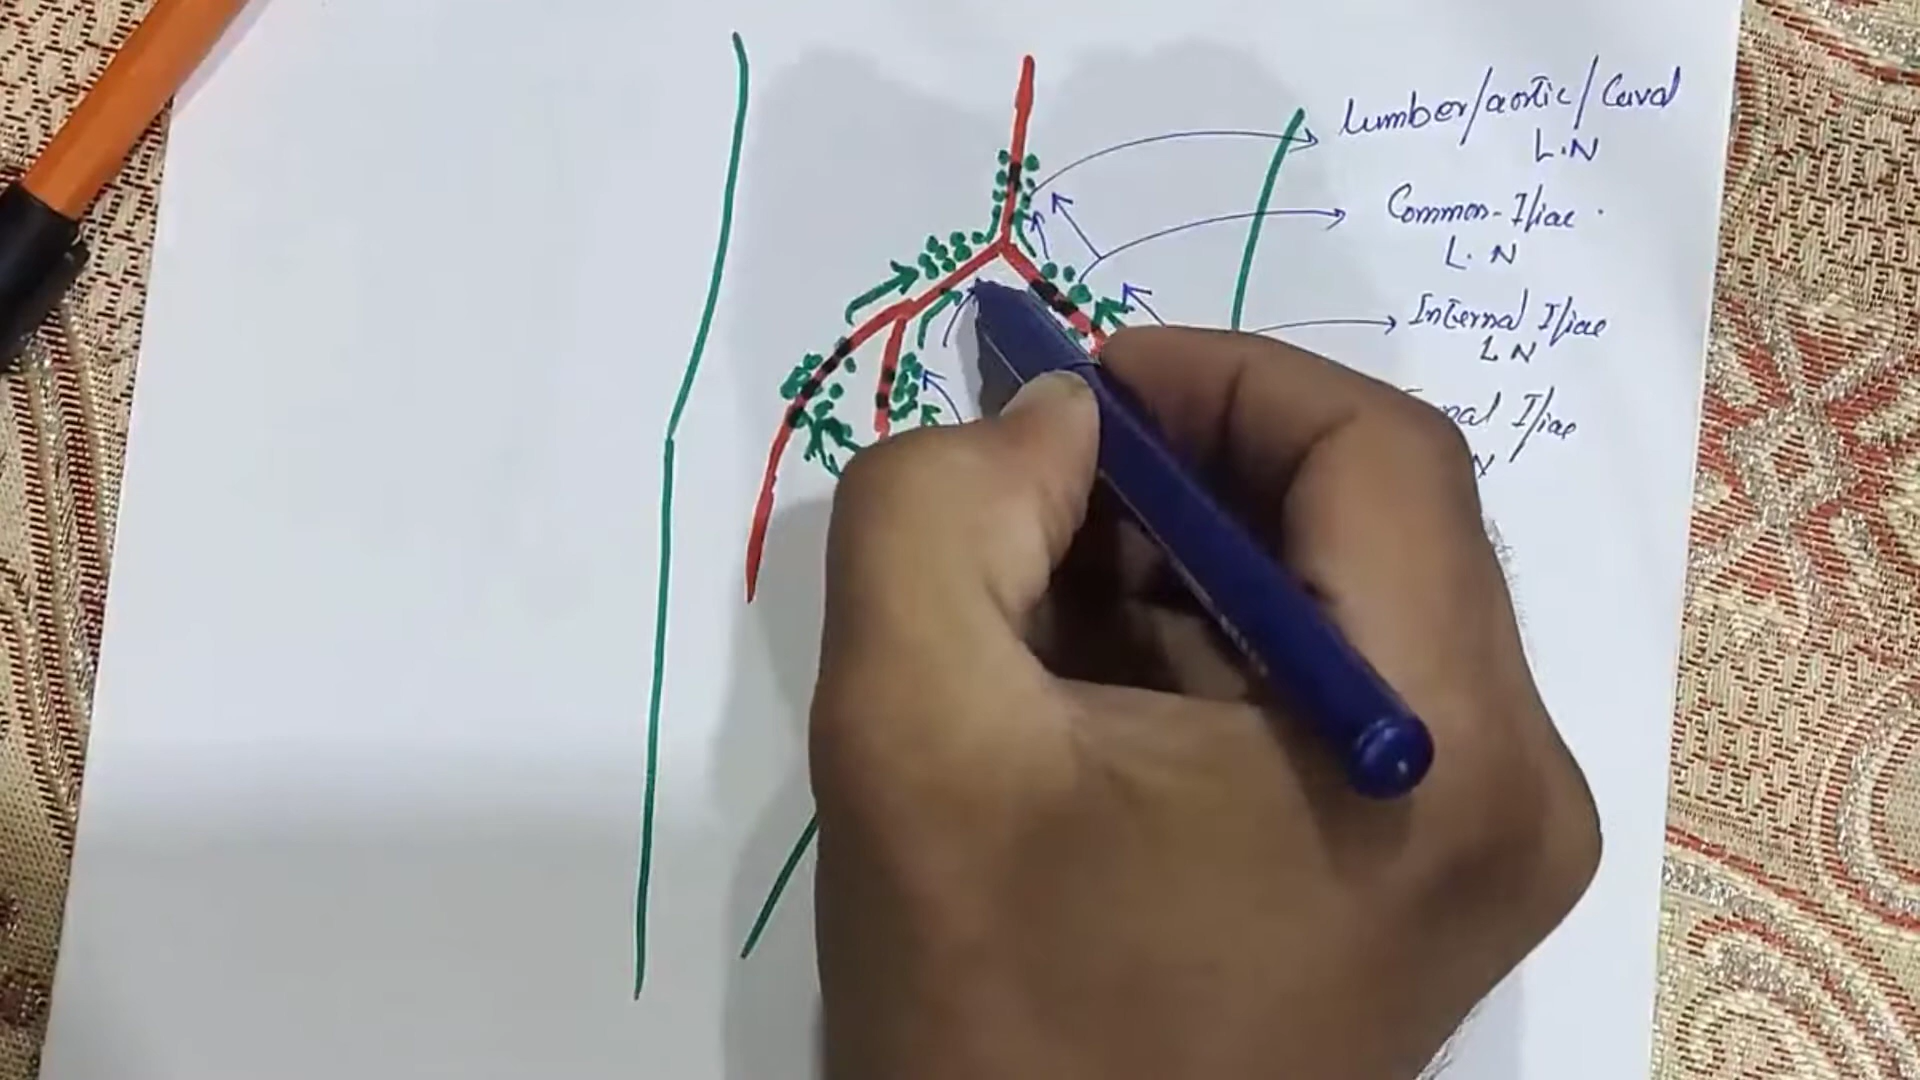 lumber/aortic/Caval
L.N
Common-Iliac
L. N
Internal Iliac
L N
Iliac